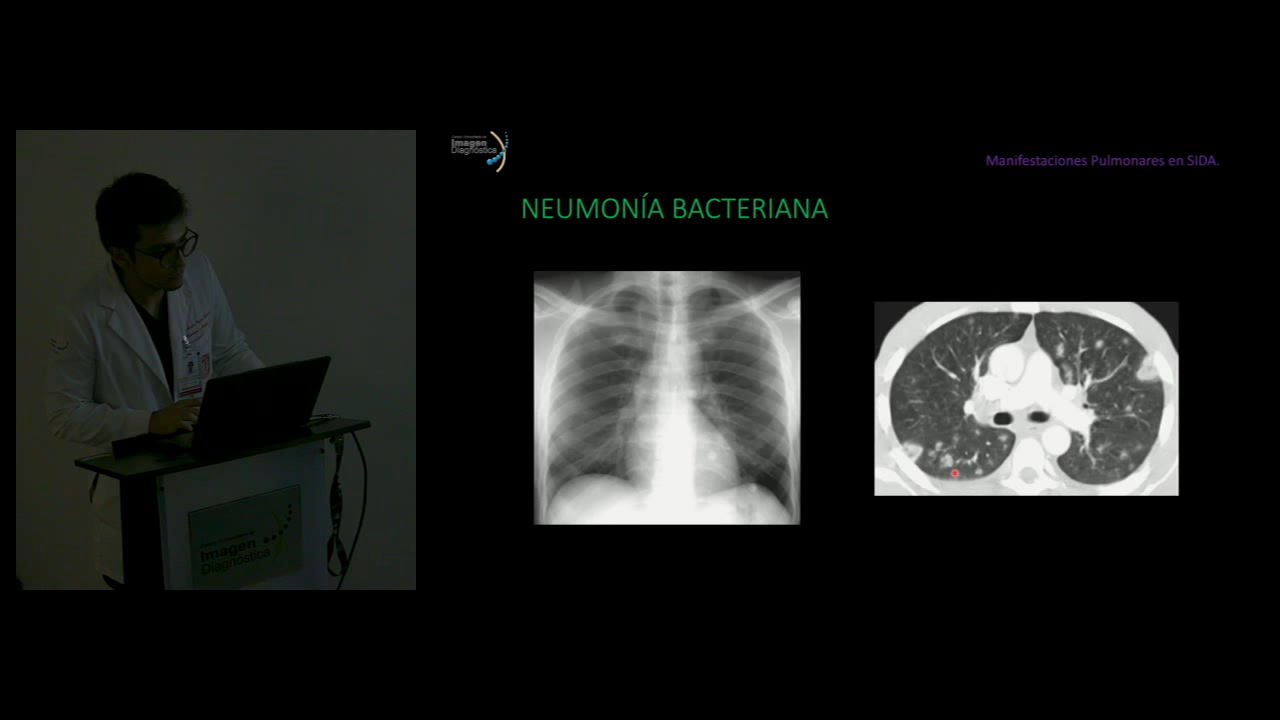 Imagen
Diagnóstica
Manifestaciones Pulmonares en SIDA.
NEUMONÍA BACTERIANA
Imagen
Diagnóstica